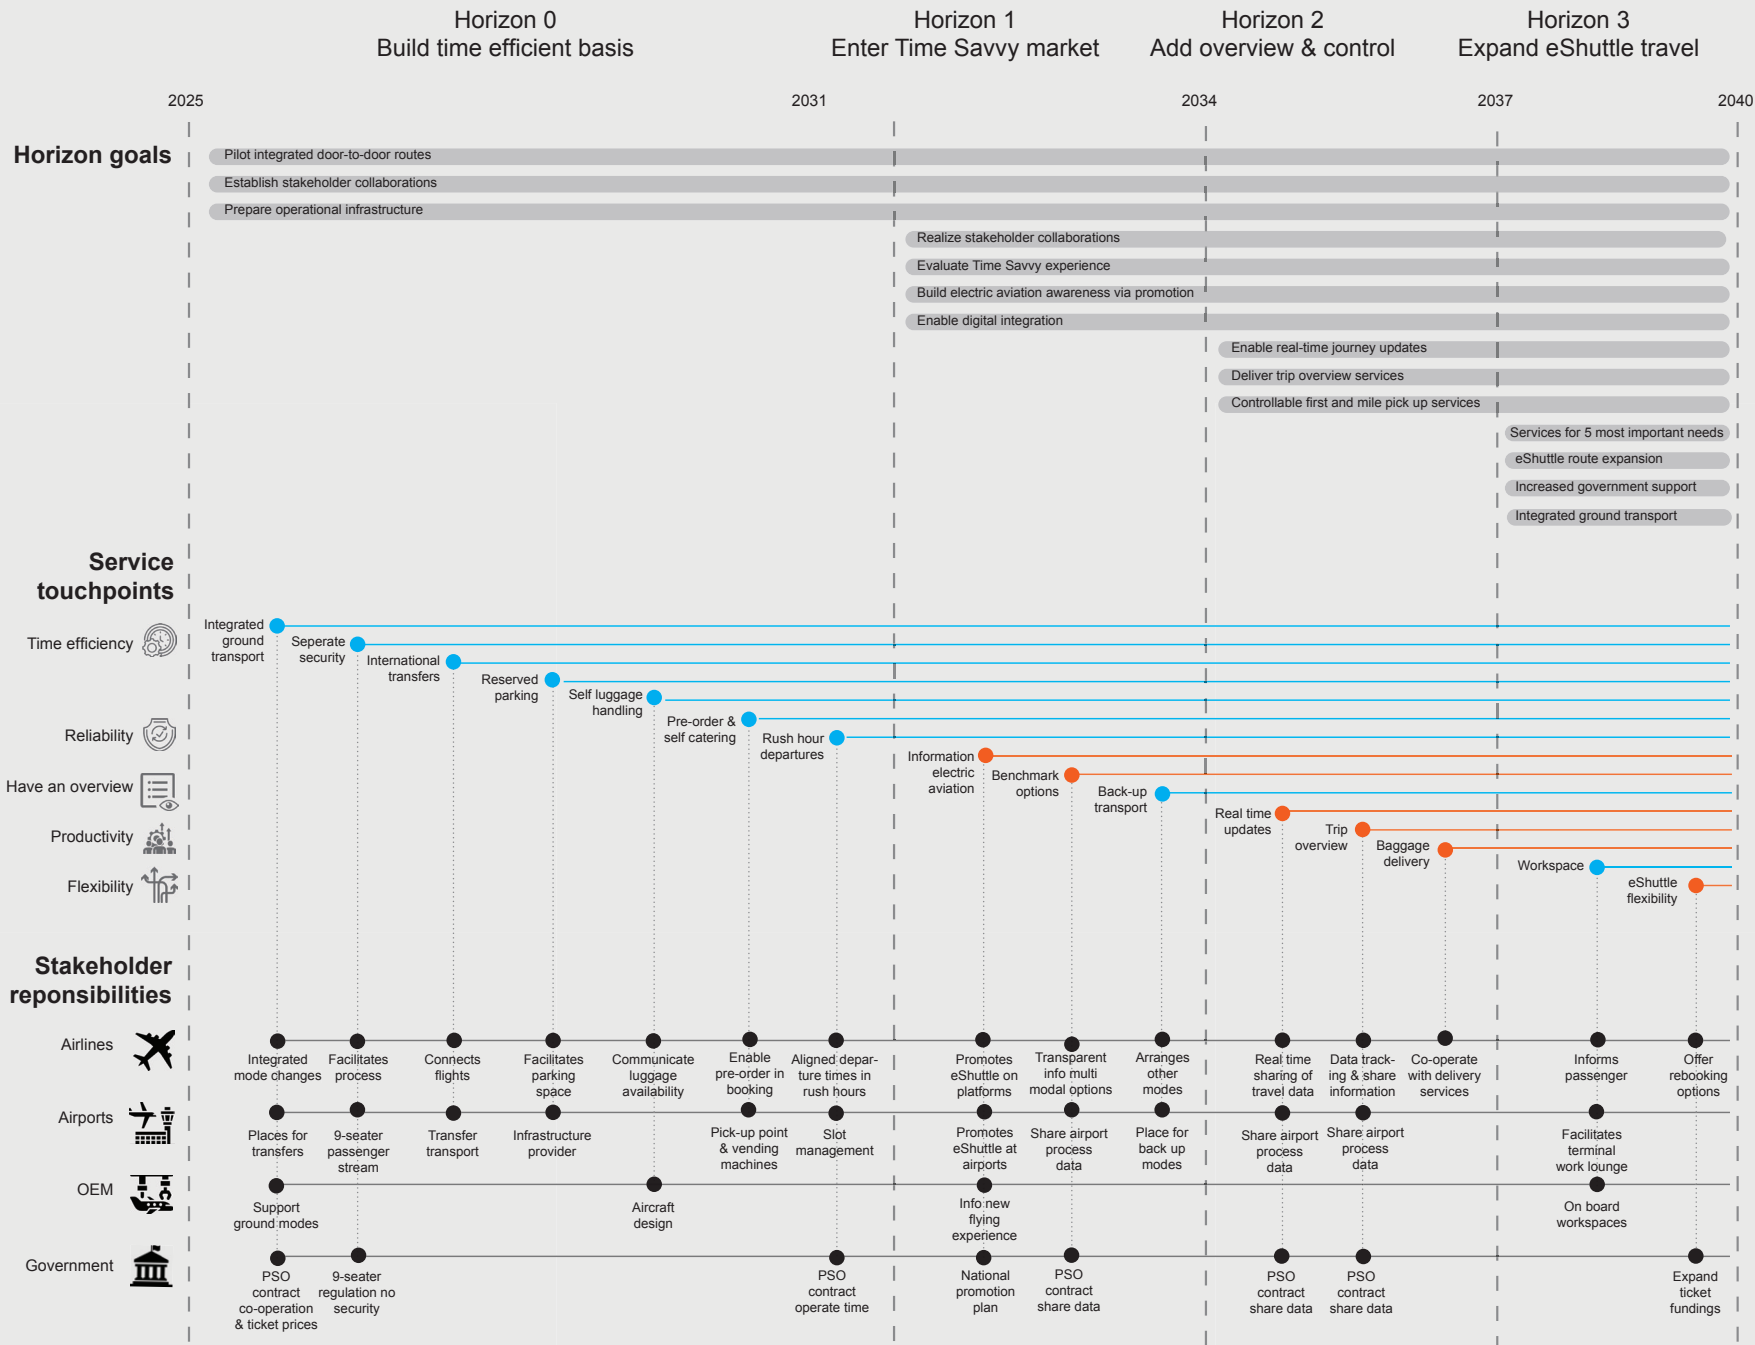 Horizon 0
Build time efficient basis
Horizon 1
Enter Time Savvy market
Horizon 2
Add overview & control
Horizon 3
Expand eShuttle travel
2025
2031
2034
2037
2040
Horizon goals
Pilot integrated door-to-door routes
Establish stakeholder collaborations
Prepare operational infrastructure
Realize stakeholder collaborations
Evaluate Time Savvy experience
Build electric aviation awareness via promotion
Enable digital integration
Enable real-time journey updates
Deliver trip overview services
Controllable first and mile pick up services
Services for 5 most important needs
eShuttle route expansion
Increased government support
Integrated ground transport
Service
touchpoints
Time efficiency
Reliability
Have an overview
Productivity
Flexibility
Integrated
ground
transport
Seperate
security
International
transfers
Reserved
parking
Self luggage
handling
Pre-order &
self catering
Rush hour
departures
Information
electric
aviation
Benchmark
options
Back-up
transport
Real time
updates
Trip
overview
Baggage
delivery
Workspace
eShuttle
flexibility
Stakeholder
reponsibilities
Airlines
Integrated
mode changes
Facilitates
process
Connects
flights
Facilitates
parking
space
Communicate
luggage
availability
Enable
pre-order in
booking
Aligned depar-
ture times in
rush hours
Promotes
eShuttle on
platforms
Transparent
info multi
modal options
Arranges
other
modes
Real time
sharing of
travel data
Data track-
ing & share
information
Co-operate
with delivery
services
Informs
passenger
Offer
rebooking
options
Airports
Places for
transfers
9-seater
passenger
stream
Transfer
transport
Infrastructure
provider
Pick-up point
& vending
machines
Slot
management
Promotes
eShuttle at
airports
Share airport
process
data
Place for
back up
modes
Share airport
process
data
Share airport
process
data
Facilitates
terminal
work lounge
OEM
Support
ground modes
Aircraft
design
Info new
flying
experience
On board
workspaces
Government
PSO
contract
co-operation
& ticket prices
9-seater
regulation no
security
PSO
contract
operate time
National
promotion
plan
PSO
contract
share data
PSO
contract
share data
PSO
contract
share data
Expand
ticket
fundings